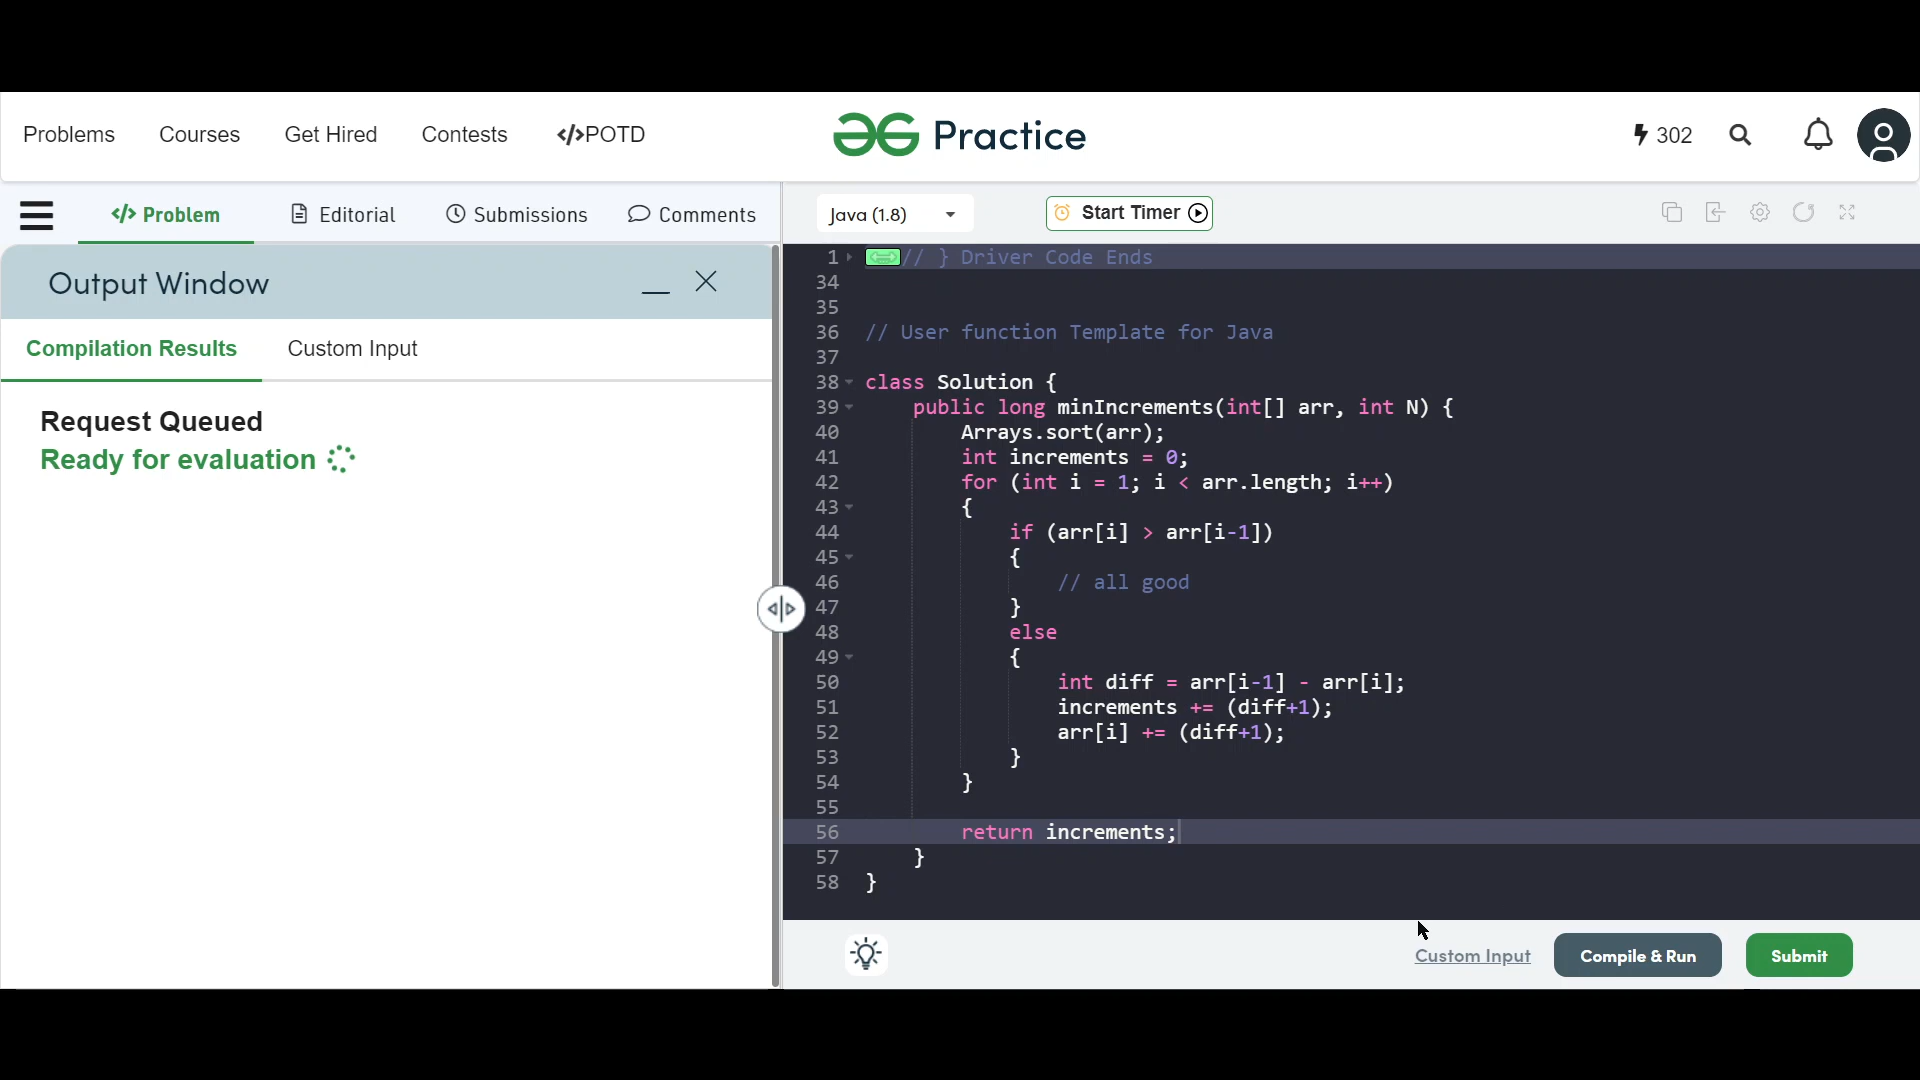 Problems Courses Get Hired Contests </>POTD Practice 302
</> Problem Editorial Submissions Comments Java (1.8) Start Timer
Output Window
Compilation Results Custom Input
Request Queued
Ready for evaluation
1 // } Driver Code Ends
34
35
36 // User function Template for Java
37
38 class Solution {
39 public long minIncrements(int[] arr, int N) {
40 Arrays.sort(arr);
41 int increments = 0;
42 for (int i = 1; i < arr.length; i++)
43 {
44 if (arr[i] > arr[i-1])
45 {
46 // all good
47 }
48 else
49 {
50 int diff = arr[i-1] - arr[i];
51 increments += (diff+1);
52 arr[i] += (diff+1);
53 }
54 }
55
56 return increments;
57 }
58 }
Custom Input Compile & Run Submit